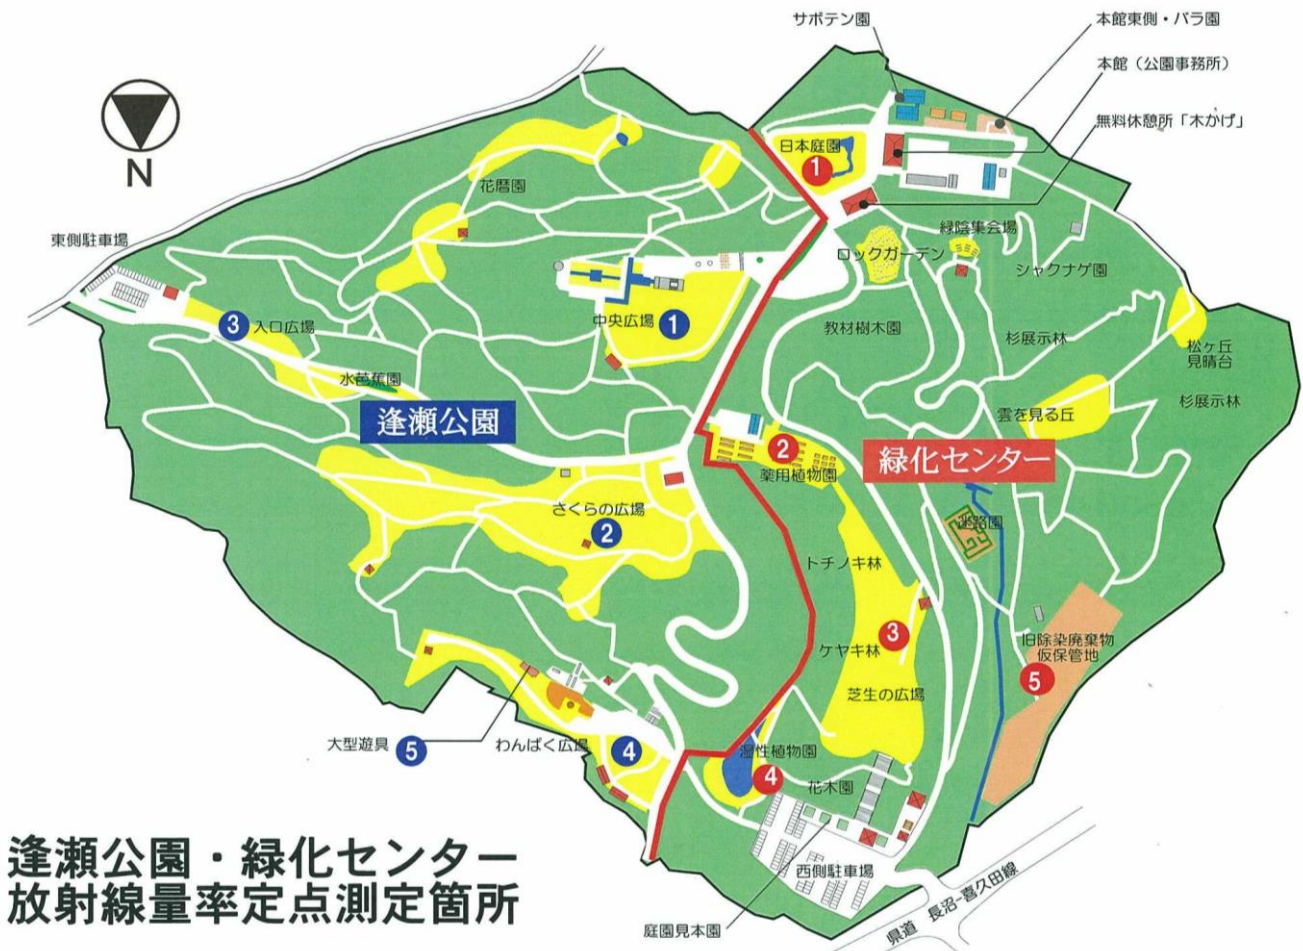 サボテン園
本館東側・バラ園
本館（公園事務所）
無料休憩所「木かげ」
N
日本庭園
1
花暦園
東側駐車場
緑陰集会場
ロックガーデン
シャクナゲ園
中央広場
1
3
入口広場
教材樹木園
杉展示林
松ヶ丘
見晴台
水芭蕉園
雲を見る丘
杉展示林
逢瀬公園
緑化センター
2
薬用植物園
さくらの広場
2
迷路園
トチノキ林
3
ケヤキ林
旧除染廃棄物
仮保管地
5
芝生の広場
大型遊具
5
わんぱく広場
4
湿性植物園
4
花木園
西側駐車場
庭園見本園
県道 長沼-喜久田線
逢瀬公園・緑化センター
放射線量率定点測定箇所